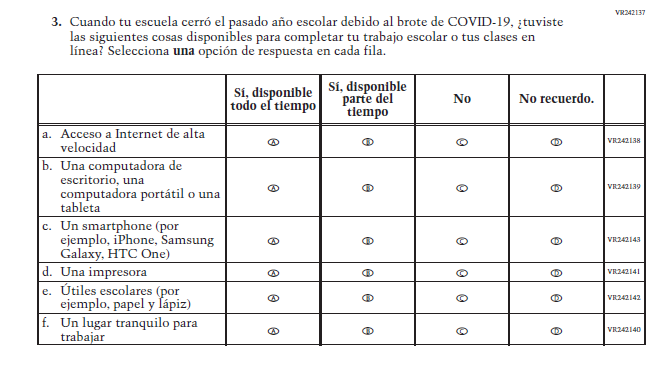 VR242137
3. Cuando tu escuela cerró el pasado año escolar debido al brote de COVID-19, ¿tuviste
las siguientes cosas disponibles para completar tu trabajo escolar o tus clases en
línea? Selecciona una opción de respuesta en cada fila.
Sí, disponible
todo el tiempo
Sí, disponible
parte del
tiempo
No
No recuerdo.
a. Acceso a Internet de alta
velocidad
A B C D VR242138
b. Una computadora de
escritorio, una
computadora portátil o una
tableta
A B C D VR242139
c. Un smartphone (por
ejemplo, iPhone, Samsung
Galaxy, HTC One)
A B C D VR242143
d. Una impresora
A B C D VR242141
e. Útiles escolares (por
ejemplo, papel y lápiz)
A B C D VR242142
f. Un lugar tranquilo para
trabajar
A B C D VR242140